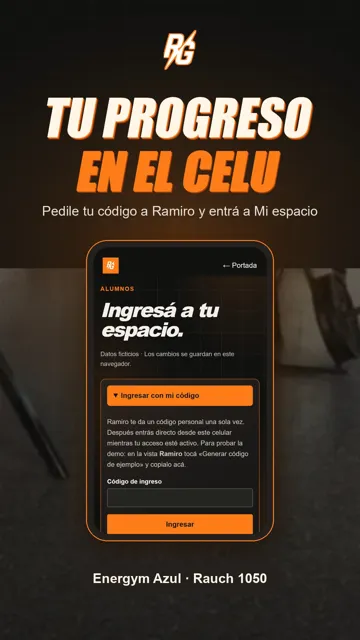 RG
TU PROGRESO
EN EL CELU
Pedile tu código a Ramiro y entrá a Mi espacio
RG
← Portada
ALUMNOS
Ingresá a tu
espacio.
Datos ficticios · Los cambios se guardan en este
navegador.
▼ Ingresar con mi código
Ramiro te da un código personal una sola vez.
Después entrás directo desde este celular
mientras tu acceso esté activo. Para probar la
demo: en la vista Ramiro tocá «Generar código
de ejemplo» y copialo acá.
Código de ingreso
Ingresar
Energym Azul · Rauch 1050